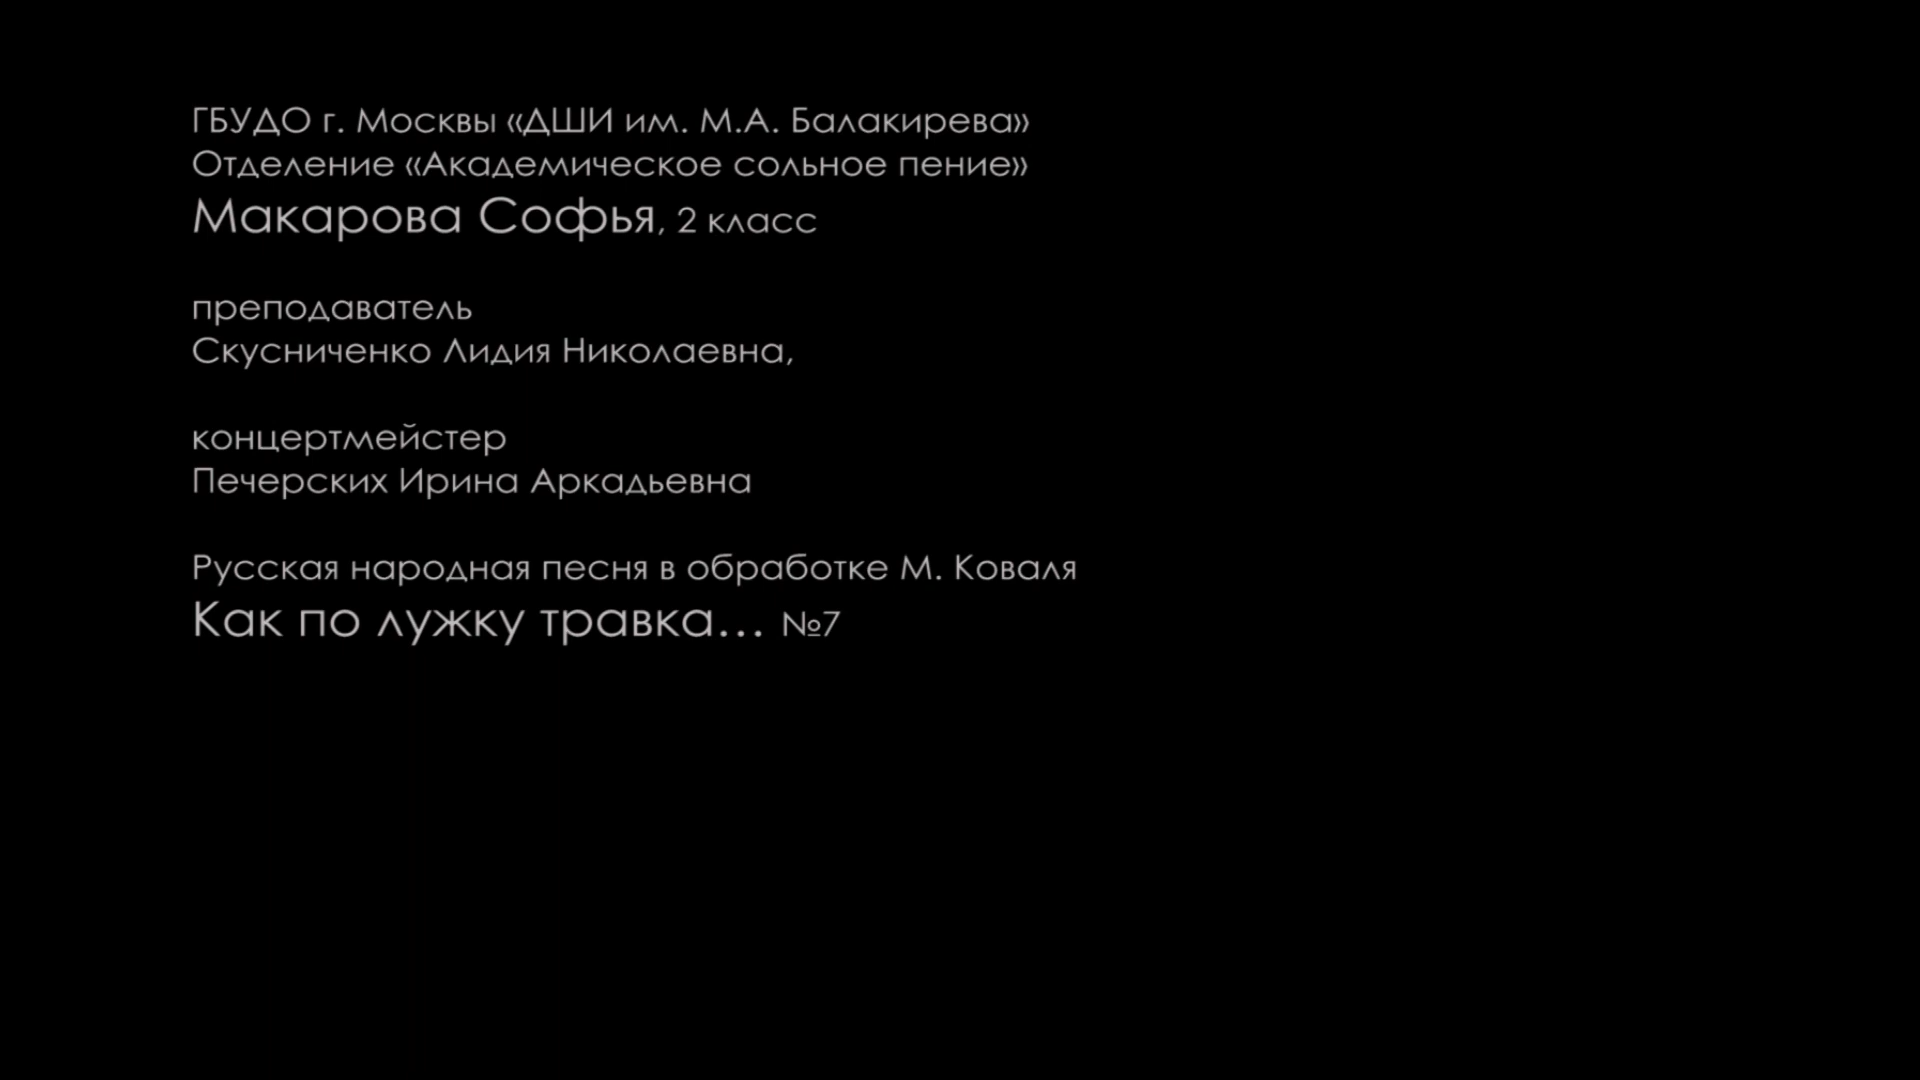 ГБУДО г. Москвы «ДШИ им. М.А. Балакирева»
Отделение «Академическое сольное пение»
Макарова Софья, 2 класс
преподаватель
Скусниченко Лидия Николаевна,
концертмейстер
Печерских Ирина Аркадьевна
Русская народная песня в обработке М. Коваля
Как по лужку травка... №7